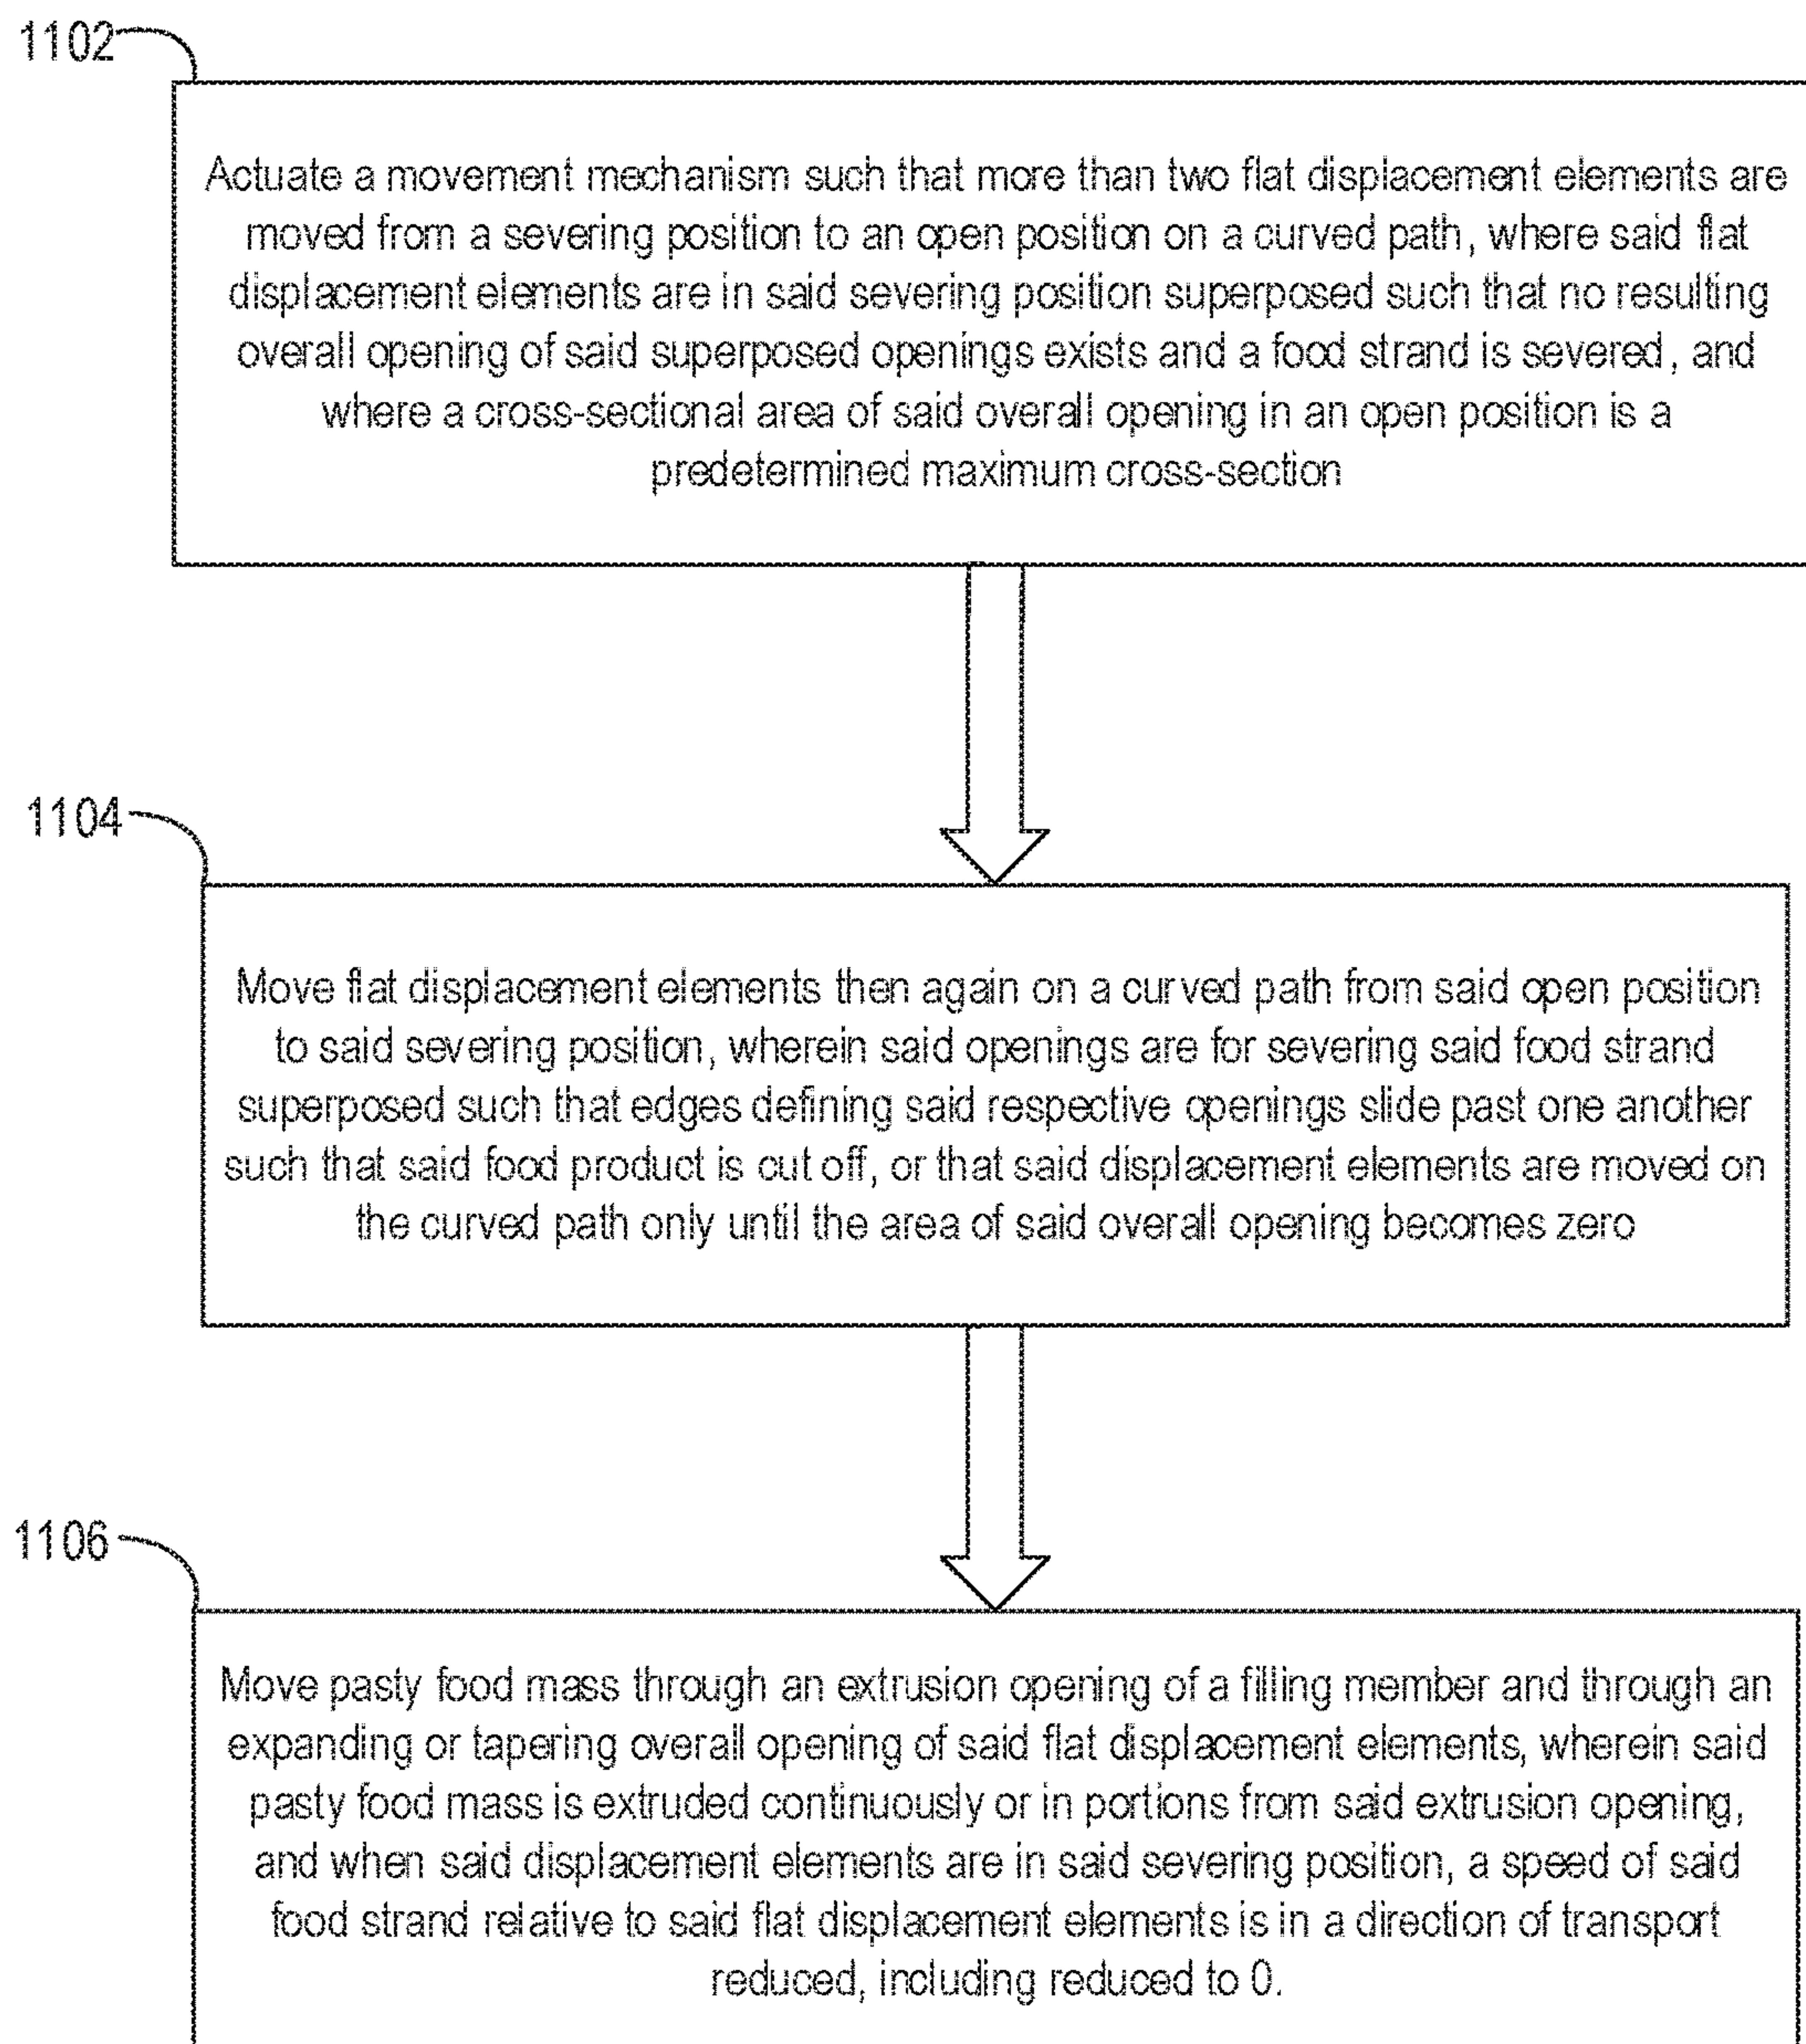 1102
Actuate a movement mechanism such that more than two flat displacement elements are
moved from a severing position to an open position on a curved path, where said flat
displacement elements are in said severing position superposed such that no resulting
overall opening of said superposed openings exists and a food strand is severed, and
where a cross-sectional area of said overall opening in an open position is a
predetermined maximum cross-section
1104
Move flat displacement elements then again on a curved path from said open position
to said severing position, wherein said openings are for severing said food strand
superposed such that edges defining said respective openings slide past one another
such that said food product is cut off, or that said displacement elements are moved on
the curved path only until the area of said overall opening becomes zero
1106
Move pasty food mass through an extrusion opening of a filling member and through an
expanding or tapering overall opening of said flat displacement elements, wherein said
pasty food mass is extruded continuously or in portions from said extrusion opening,
and when said displacement elements are in said severing position, a speed of said
food strand relative to said flat displacement elements is in a direction of transport
reduced, including reduced to 0.